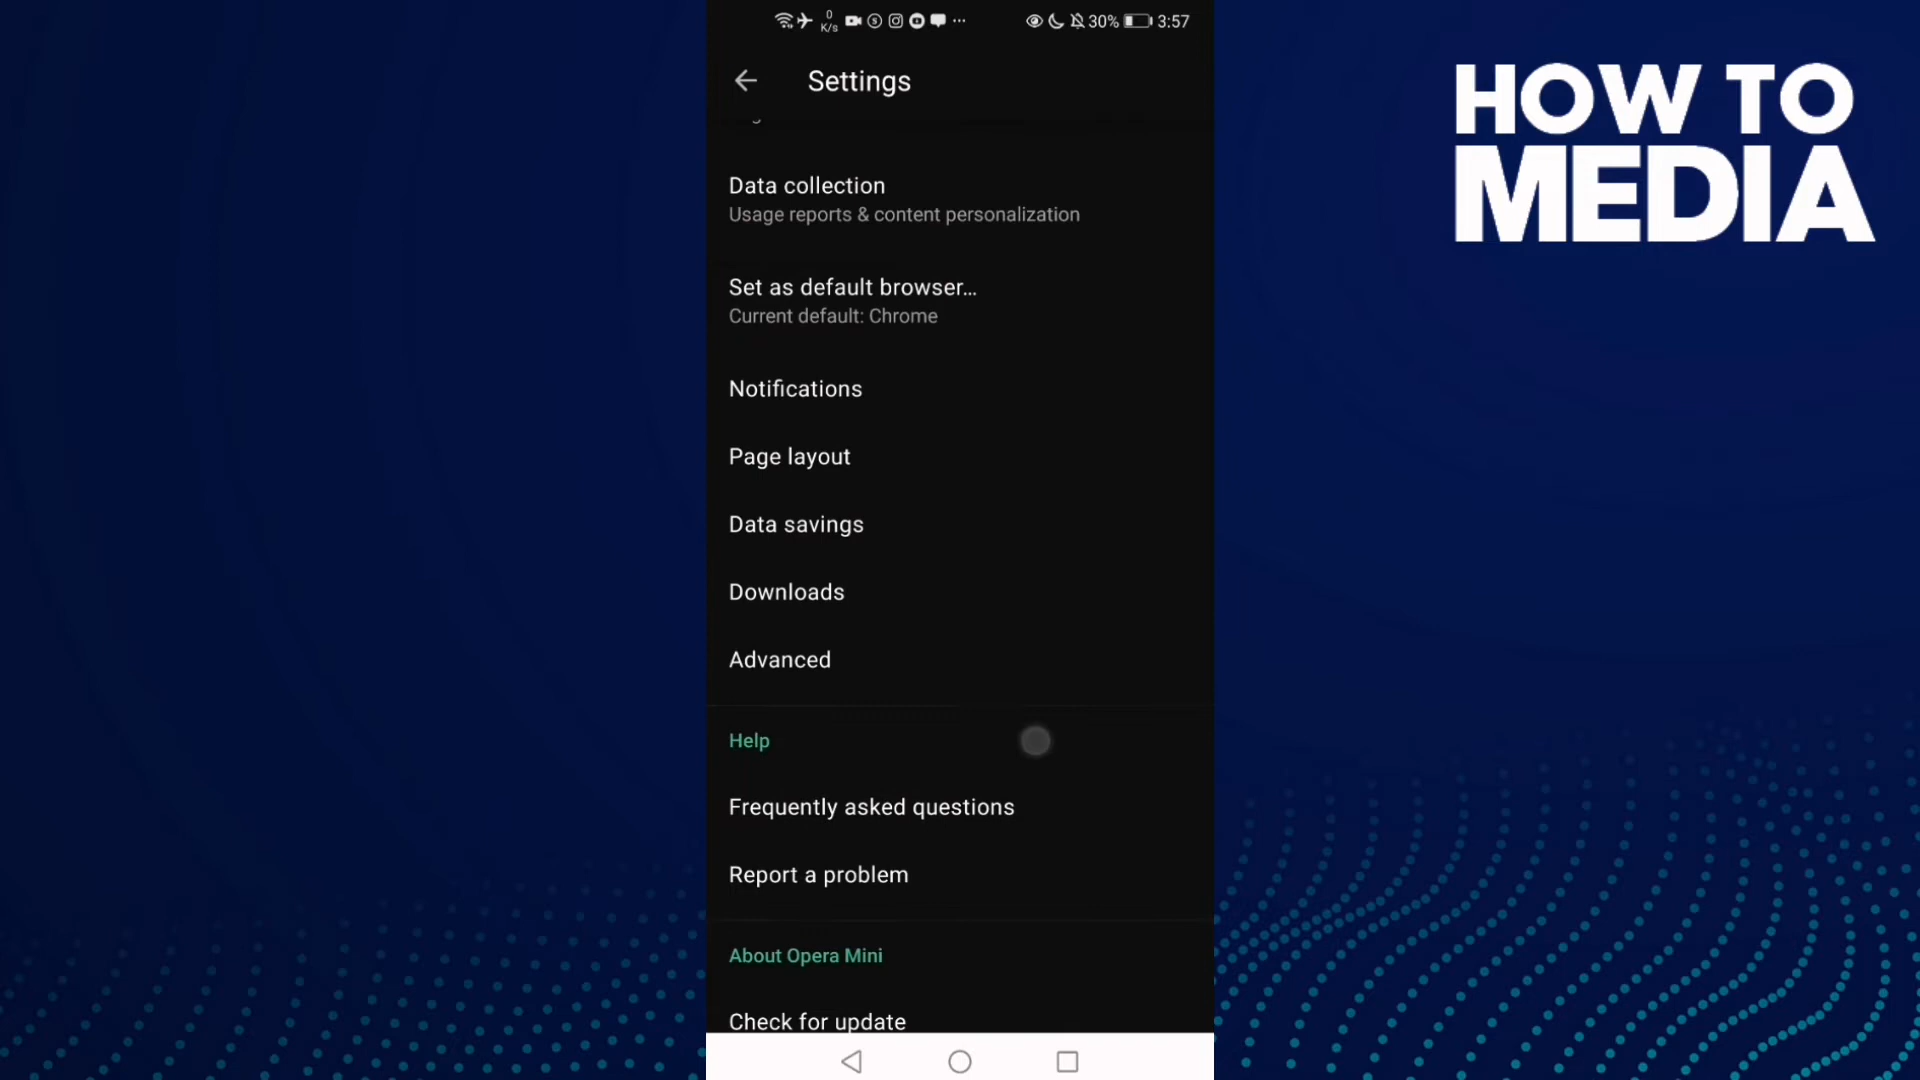 0
K/s
30% 3:57
Settings
HOW TO
MEDIA
Data collection
Usage reports & content personalization
Set as default browser...
Current default: Chrome
Notifications
Page layout
Data savings
Downloads
Advanced
Help
Frequently asked questions
Report a problem
About Opera Mini
Check for update